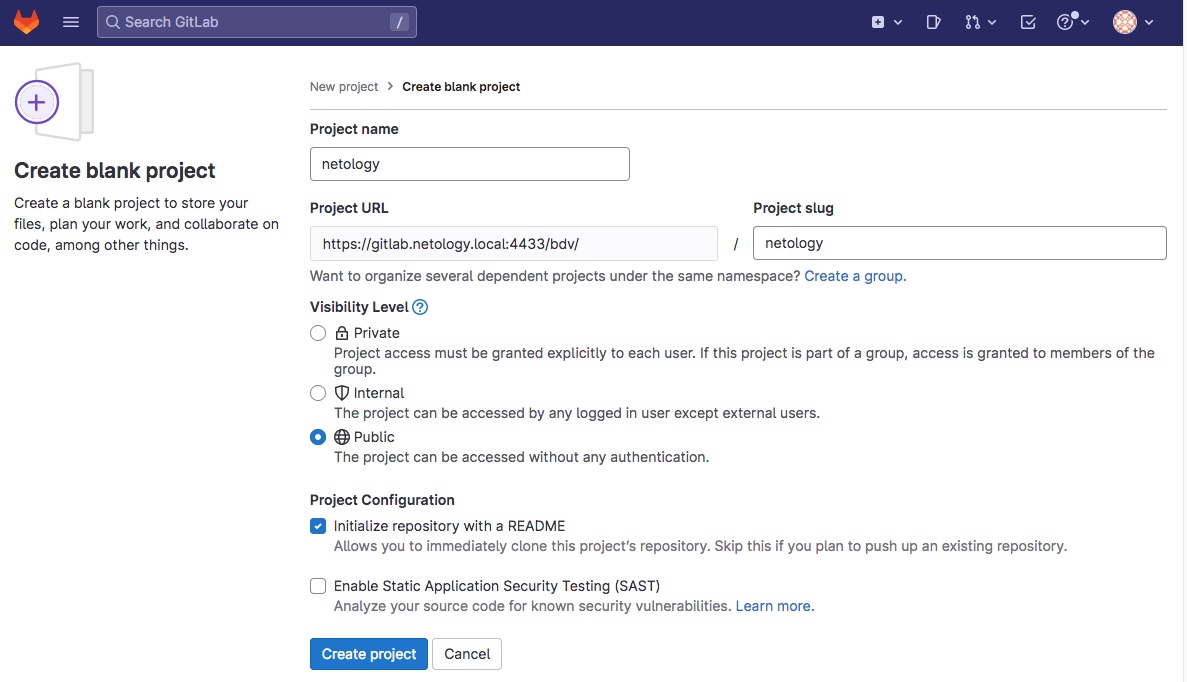 Search GitLab /
New project > Create blank project
Create blank project
Create a blank project to store your
files, plan your work, and collaborate on
code, among other things.
Project name
netology
Project URL
Project slug
https://gitlab.netology.local:4433/bdv/
/
netology
Want to organize several dependent projects under the same namespace? Create a group.
Visibility Level ?
Private
Project access must be granted explicitly to each user. If this project is part of a group, access is granted to members of the
group.
Internal
The project can be accessed by any logged in user except external users.
Public
The project can be accessed without any authentication.
Project Configuration
Initialize repository with a README
Allows you to immediately clone this project's repository. Skip this if you plan to push up an existing repository.
Enable Static Application Security Testing (SAST)
Analyze your source code for known security vulnerabilities. Learn more.
Create project
Cancel